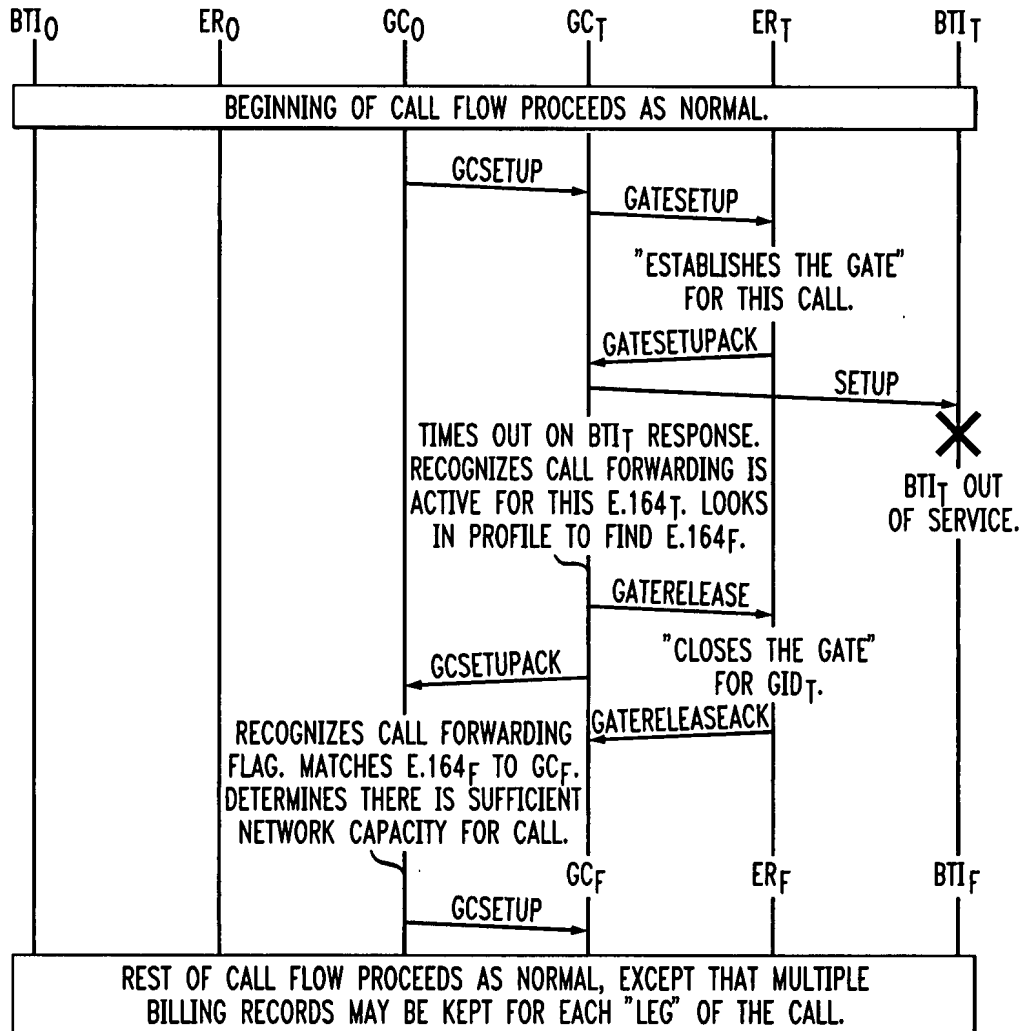 BTIO ERO GCO GCT ERT BTIT
BEGINNING OF CALL FLOW PROCEEDS AS NORMAL.
GCSETUP
GATESETUP
"ESTABLISHES THE GATE"
FOR THIS CALL.
GATESETUPACK
SETUP
TIMES OUT ON BTIT RESPONSE.
RECOGNIZES CALL FORWARDING IS
ACTIVE FOR THIS E.164T. LOOKS
IN PROFILE TO FIND E.164F.
BTIT OUT
OF SERVICE.
GATERELEASE
"CLOSES THE GATE"
FOR GIDT.
GCSETUPACK
GATERELEASEACK
RECOGNIZES CALL FORWARDING
FLAG. MATCHES E.164F TO GCF.
DETERMINES THERE IS SUFFICIENT
NETWORK CAPACITY FOR CALL.
GCF ERF BTIF
GCSETUP
REST OF CALL FLOW PROCEEDS AS NORMAL, EXCEPT THAT MULTIPLE
BILLING RECORDS MAY BE KEPT FOR EACH "LEG" OF THE CALL.